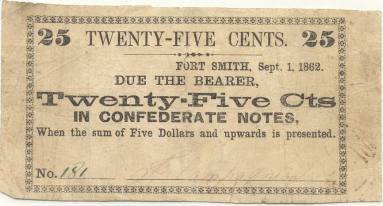 25 TWENTY-FIVE CENTS. 25
FORT SMITH, Sept. 1, 1862.
DUE THE BEARER,
Twenty-Five Cts
IN CONFEDERATE NOTES,
When the sum of Five Dollars and upwards is presented.
No. 181